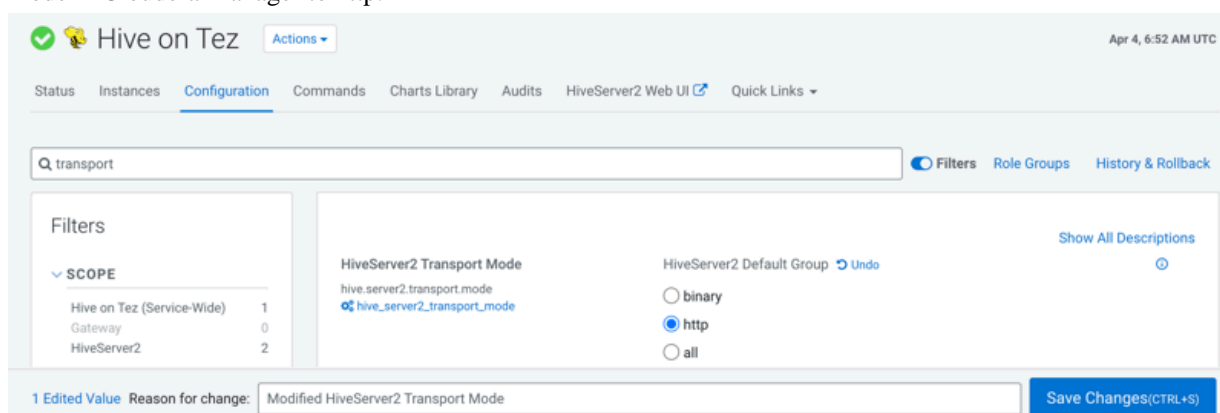 Hive on Tez Actions Apr 4, 6:52 AM UTC
Status Instances Configuration Commands Charts Library Audits HiveServer2 Web UI Quick Links
transport Filters Role Groups History & Rollback
Filters
Show All Descriptions
SCOPE
HiveServer2 Transport Mode HiveServer2 Default Group Undo
hive.server2.transport.mode
hive_server2_transport_mode
binary
http
all
Hive on Tez (Service-Wide) 1
Gateway 0
HiveServer2 2
1 Edited Value Reason for change: Modified HiveServer2 Transport Mode Save Changes(CTRL+S)